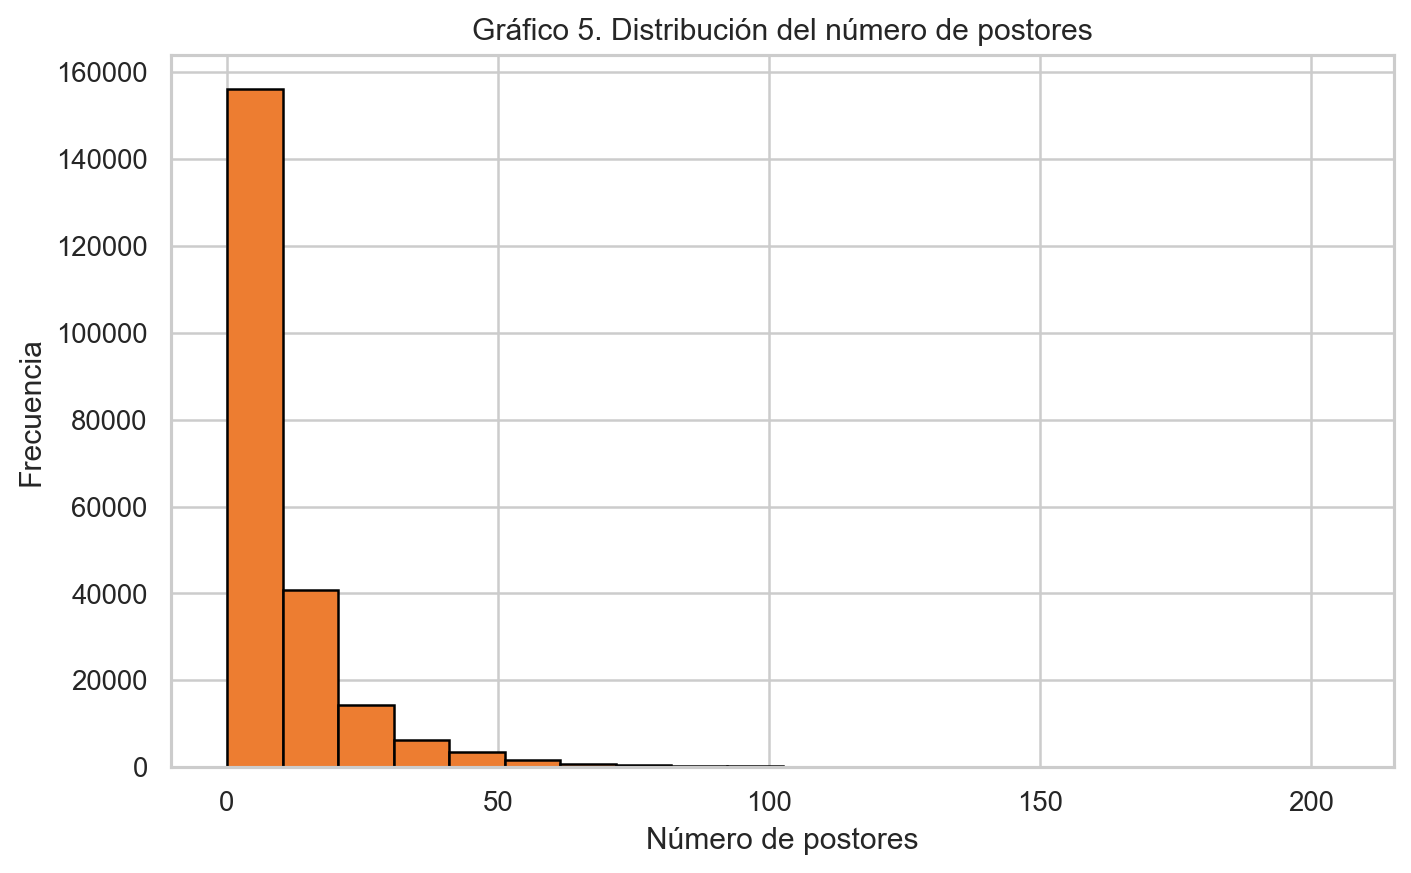 Gráfico 5. Distribución del número de postores
160000
140000
120000
100000
80000
60000
40000
20000
0
Frecuencia
0 50 100 150 200
Número de postores